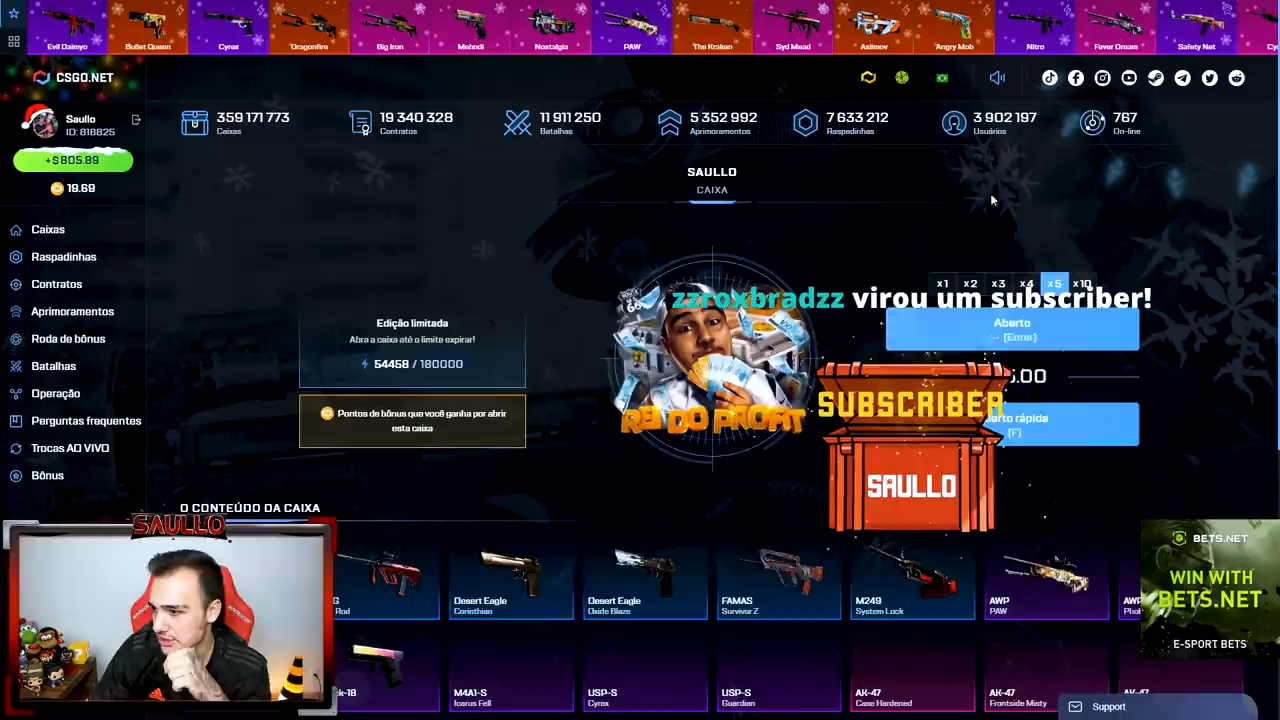 Evil Daimyo
Bullet Queen
Cyrex
Dragonfire
Big Iron
Mehndi
Nostalgia
PAW
The Kraken
Syd Mead
Asiimov
Angry Mob
Nitro
Fever Dream
Safety Net
CSGO.NET
Saullo
ID: 818825
+$805.89
19.69
359 171 773
Caixas
19 340 328
Contratos
11 911 250
Batalhas
5 352 992
Aprimoramentos
7 633 212
Raspadinhas
3 902 197
Usuários
767
On-line
Caixas
Raspadinhas
Contratos
Aprimoramentos
Roda de bônus
Batalhas
Operação
Perguntas frequentes
Trocas AO VIVO
Bônus
SAULLO
CAIXA
x1
x2
x3
x4
x5
x10
zzroxbradzz virou um subscriber!
Edição limitada
Abra a caixa até o limite expirar!
54458 / 180000
Pontos de bônus que você ganha por abrir
esta caixa
REI DO PROFIT
Aberto
[Enter]
.00
SUBSCRIBER
rápida
[F]
SAULLO
O CONTEÚDO DA CAIXA
SAULLO
Desert Eagle
Corinthian
Desert Eagle
Oxide Blaze
FAMAS
Survivor Z
M249
System Lock
AWP
PAW
AWP
M4A1-S
Icarus Fell
USP-S
Cyrex
USP-S
Guardian
AK-47
Case Hardened
AK-47
Frontside Misty
BETS.NET
WIN WITH
BETS.NET
E-SPORT BETS
Support